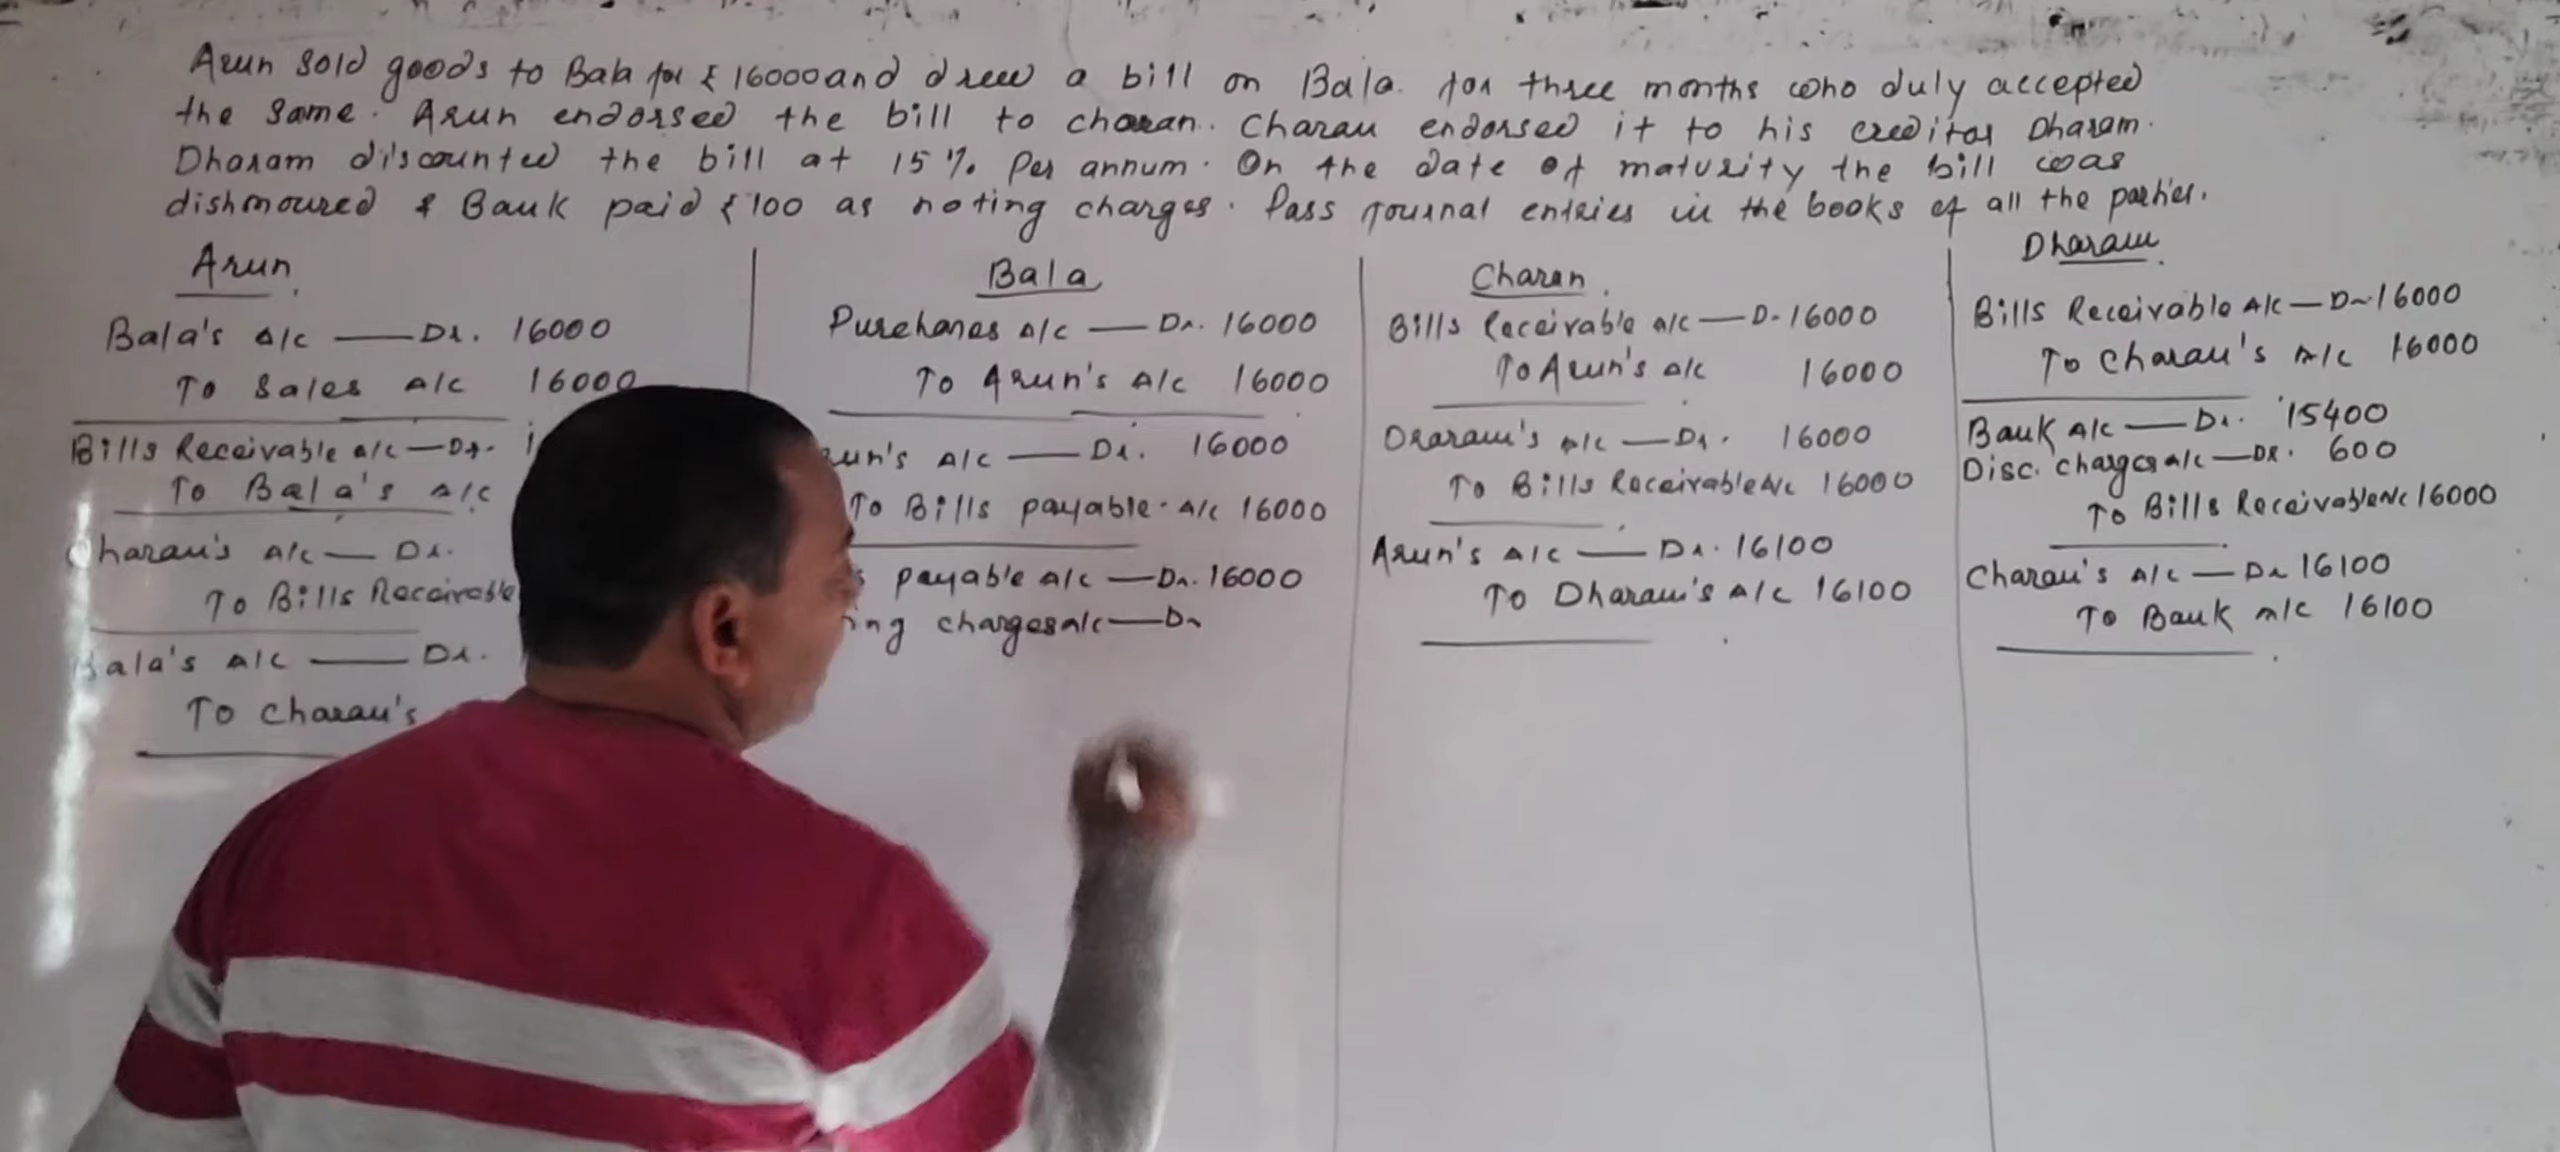 Arun sold goods to Bala for ₹ 16000 and drew a bill on Bala. for three months who duly accepted
the same. Arun endorsed the bill to charan. Charan endorsed it to his creditor Dharam.
Dharam discounted the bill at 15% Per annum. On the date of maturity the bill was
dishnoured & Bank paid ₹100 as noting charges. Pass Journal entries in the books of all the parties.
Arun
Bala's A/c — Dr. 16000
To Sales A/c 16000
Bills Receivable A/c — Dr.
To Bala's A/c
Charan's A/c — Dr.
To Bills Receivable
Bala's A/c — Dr.
To Charan's
Bala
Purchases A/c — Dr. 16000
To Arun's A/c 16000
run's A/c — Dr. 16000
To Bills payable. A/c 16000
payable A/c — Dr. 16000
ing charges A/c — Dr
Charan
Bills Receivable A/c — D- 16000
To Arun's A/c 16000
Dharam's A/c — Dr. 16000
To Bills Receivable A/c 16000
Arun's A/c — Dr. 16100
To Dharam's A/c 16100
Dharam
Bills Receivable A/c — Dr 16000
To Charan's A/c 16000
Bank A/c — Dr. 15400
Disc. charges A/c — Dr. 600
To Bills Receivable A/c 16000
Charan's A/c — Dr 16100
To Bank A/c 16100